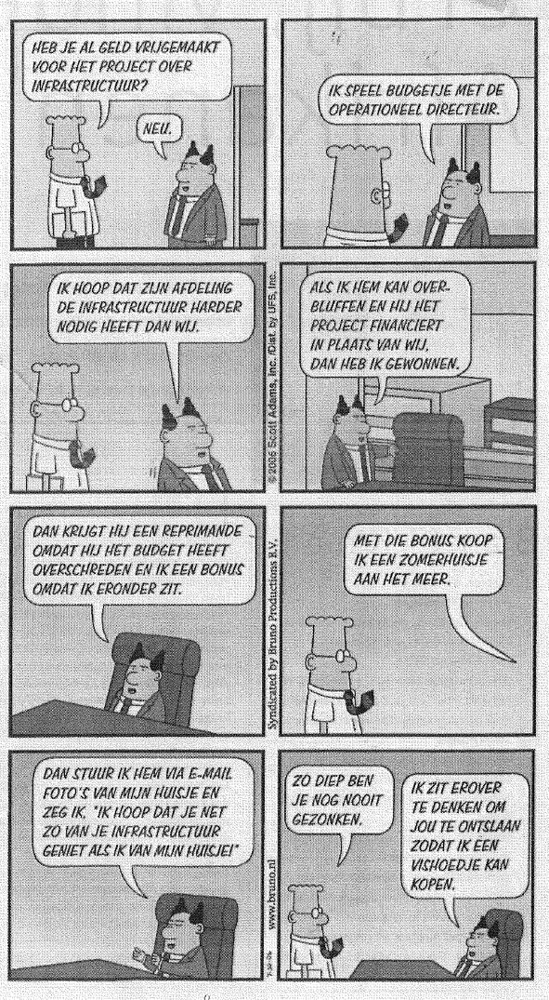 HEB JE AL GELD VRIJGEMAAKT
VOOR HET PROJECT OVER
INFRASTRUCTUUR?
NEU.
IK SPEEL BUDGETJE MET DE
OPERATIONEEL DIRECTEUR.
IK HOOP DAT ZIJN AFDELING
DE INFRASTRUCTUUR HARDER
NODIG HEEFT DAN WIJ.
© 2006 Scott Adams, Inc. /Dist. by UFS, Inc.
ALS IK HEM KAN OVER-
BLUFFEN EN HIJ HET
PROJECT FINANCIERT
IN PLAATS VAN WIJ,
DAN HEB IK GEWONNEN.
DAN KRIJGT HIJ EEN REPRIMANDE
OMDAT HIJ HET BUDGET HEEFT
OVERSCHREDEN EN IK EEN BONUS
OMDAT IK ERONDER ZIT.
Syndicated by Bruno Productions B.V.
MET DIE BONUS KOOP
IK EEN ZOMERHUISJE
AAN HET MEER.
DAN STUUR IK HEM VIA E-MAIL
FOTO'S VAN MIJN HUISJE EN
ZEG IK, "IK HOOP DAT JE NET
ZO VAN JE INFRASTRUCTUUR
GENIET ALS IK VAN MIJN HUISJE!"
www.bruno.nl
ZO DIEP BEN
JE NOG NOOIT
GEZONKEN.
IK ZIT EROVER
TE DENKEN OM
JOU TE ONTSLAAN
ZODAT IK EEN
VISHOEDJE KAN
KOPEN.